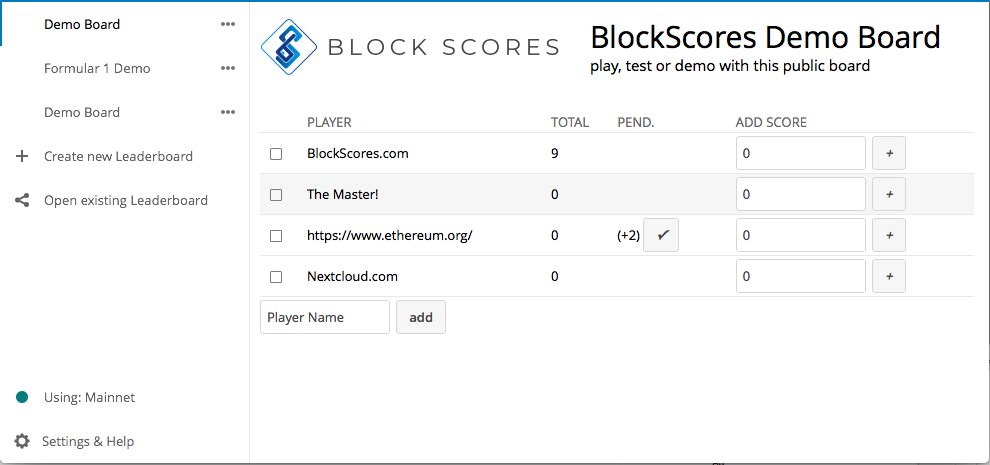 Demo Board
Formular 1 Demo
Demo Board
Create new Leaderboard
Open existing Leaderboard
Using: Mainnet
Settings & Help
BLOCK SCORES
BlockScores Demo Board
play, test or demo with this public board
PLAYER TOTAL PEND. ADD SCORE
BlockScores.com 9 0 +
The Master! 0 0 +
https://www.ethereum.org/ 0 (+2) ✔ 0 +
Nextcloud.com 0 0 +
Player Name add